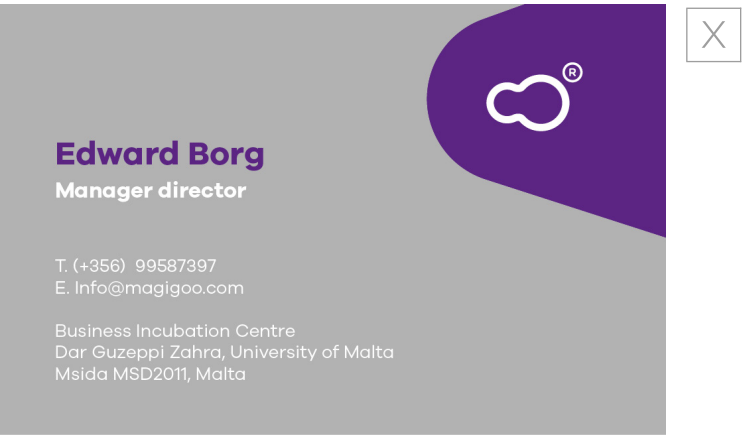 ®
Edward Borg
Manager director
T. (+356) 99587397
E. Info@magigoo.com
Business Incubation Centre
Dar Guzeppi Zahra, University of Malta
Msida MSD2011, Malta
X